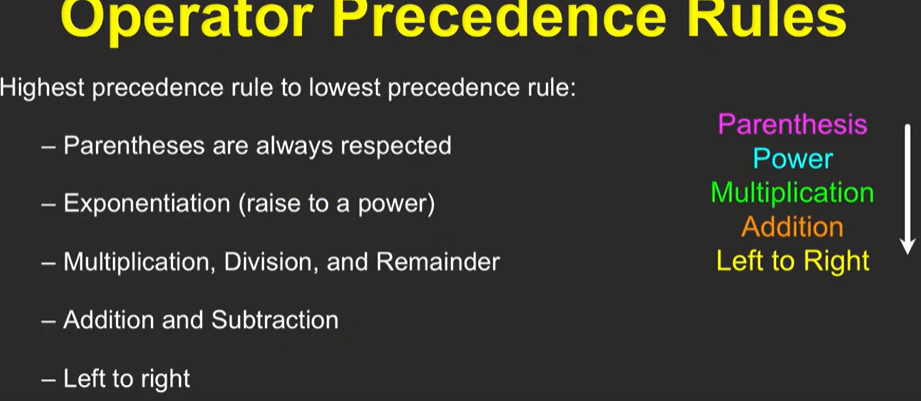 Operator Precedence Rules
Highest precedence rule to lowest precedence rule:
– Parentheses are always respected
– Exponentiation (raise to a power)
– Multiplication, Division, and Remainder
– Addition and Subtraction
– Left to right
Parenthesis
Power
Multiplication
Addition
Left to Right